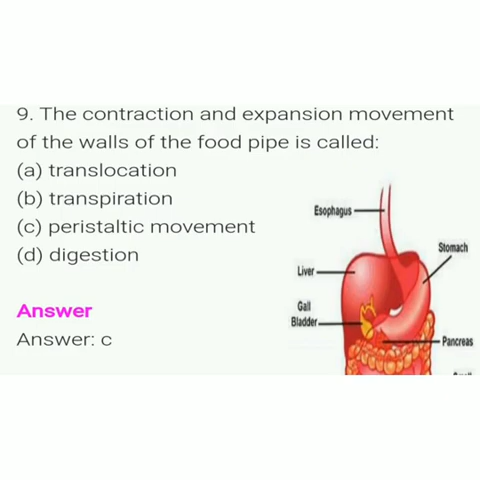 9. The contraction and expansion movement
of the walls of the food pipe is called:
(a) translocation
(b) transpiration
(c) peristaltic movement
(d) digestion
Answer
Answer: c
Esophagus
Stomach
Liver
Gall
Bladder
Pancreas